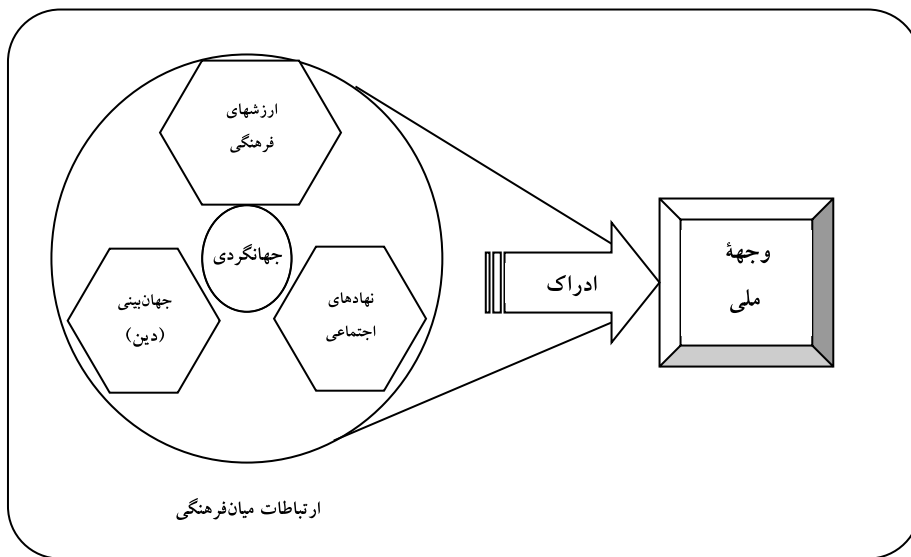 ارزشهای
فرهنگی
جهانگردی
نهادهای
اجتماعی
جهان‌بینی
(دین)
ادراک
وجههٔ
ملی
ارتباطات میان‌فرهنگی